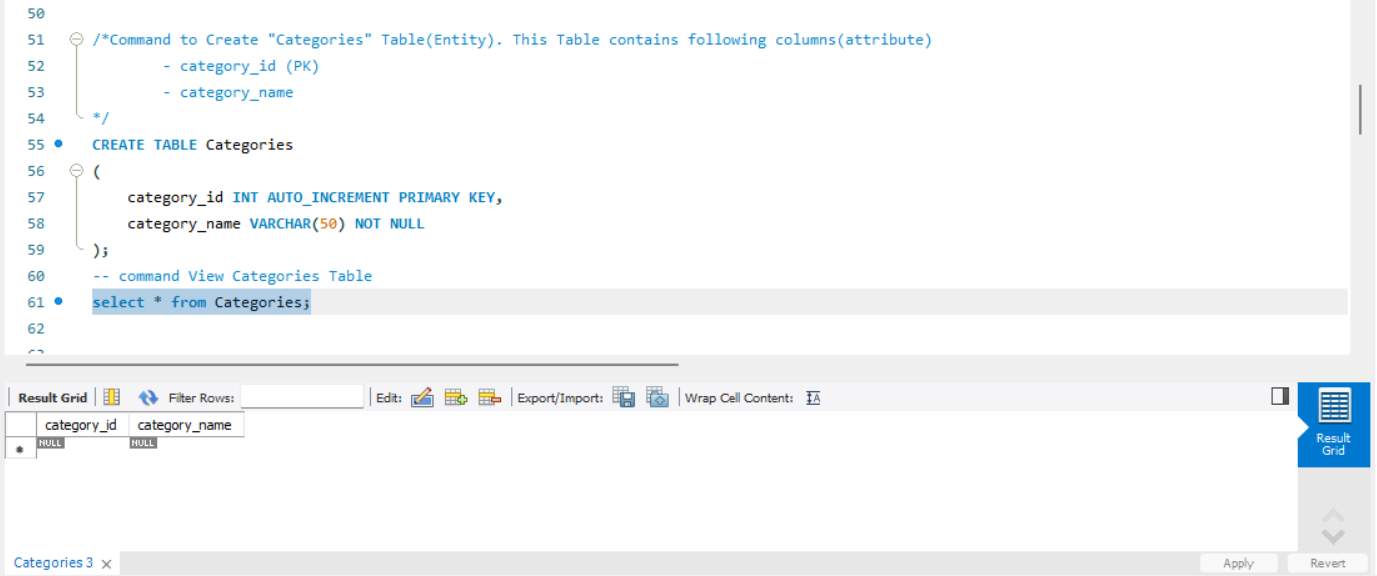 50
51 /*Command to Create "Categories" Table(Entity). This Table contains following columns(attribute)
52 - category_id (PK)
53 - category_name
54 */
55 CREATE TABLE Categories
56 (
57 category_id INT AUTO_INCREMENT PRIMARY KEY,
58 category_name VARCHAR(50) NOT NULL
59 );
60 -- command View Categories Table
61 select * from Categories;
62
Result Grid Filter Rows: Edit: Export/Import: Wrap Cell Content: IA
category_id category_name
* NULL NULL
Result
Grid
Categories 3 ×
Apply Revert